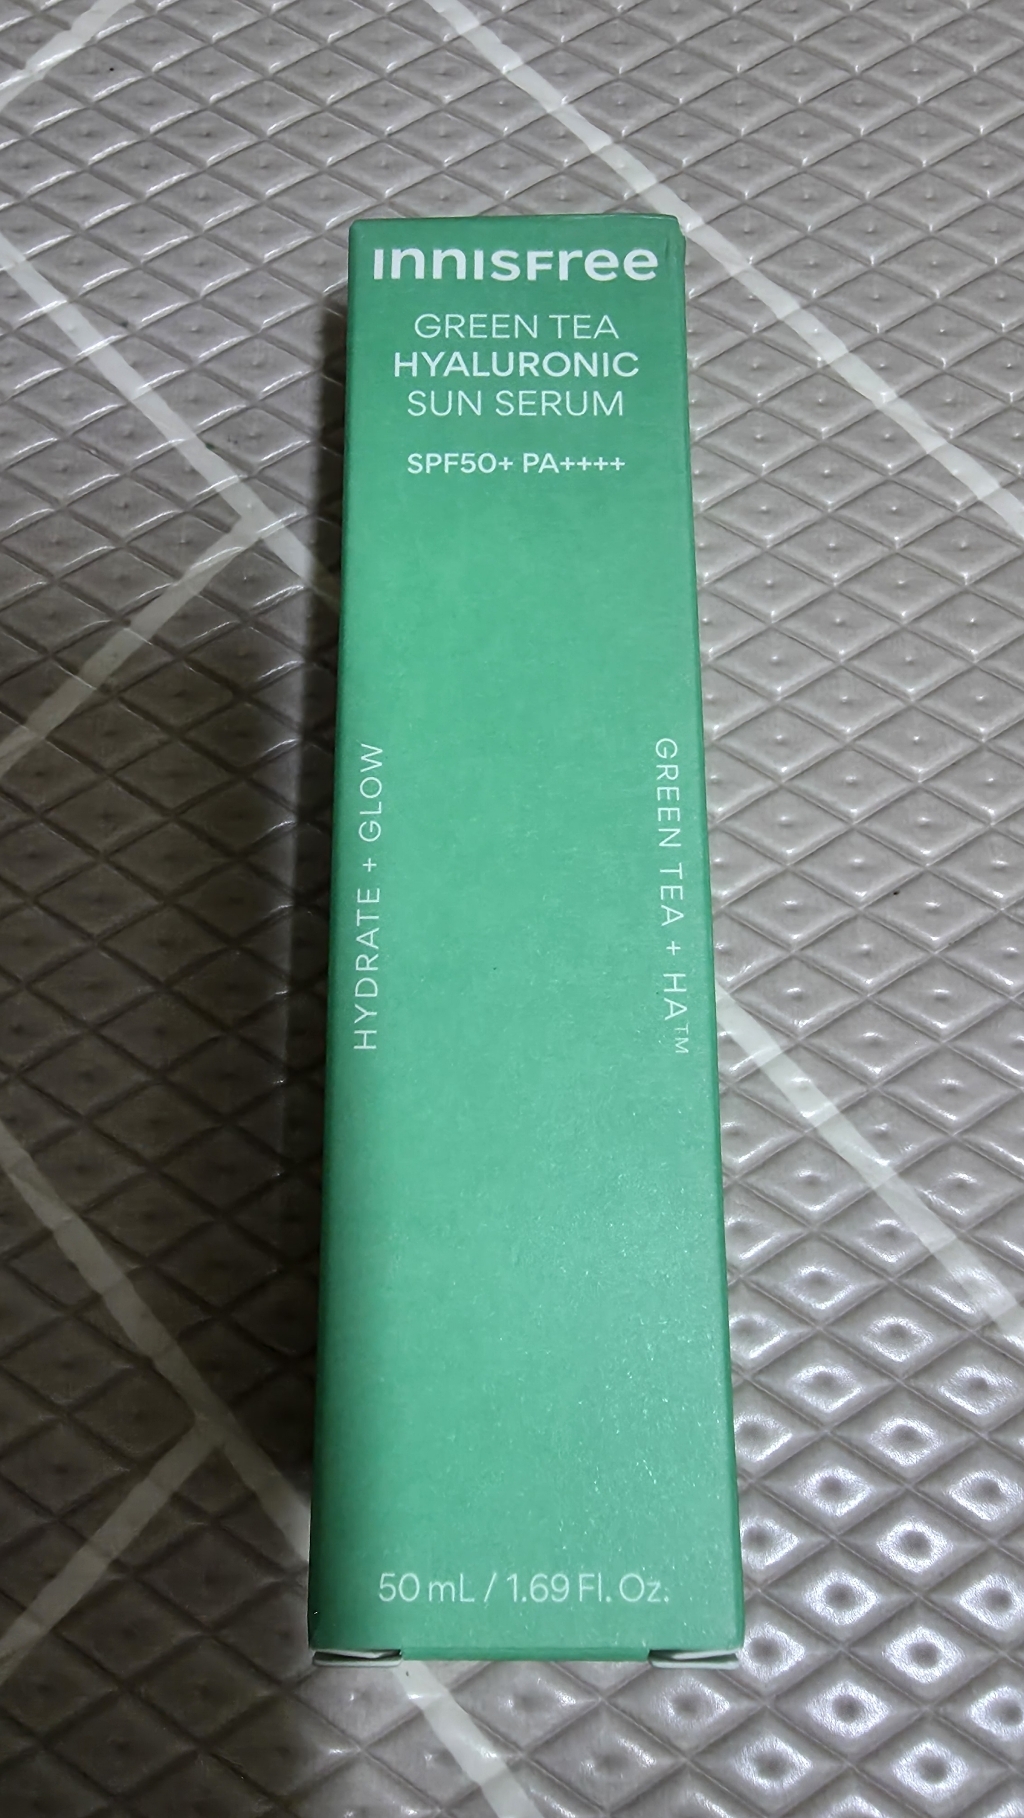 innisfree
GREEN TEA
HYALURONIC
SUN SERUM
SPF50+ PA++++
HYDRATE + GLOW
GREEN TEA + HA™
50 mL / 1.69 Fl. Oz.